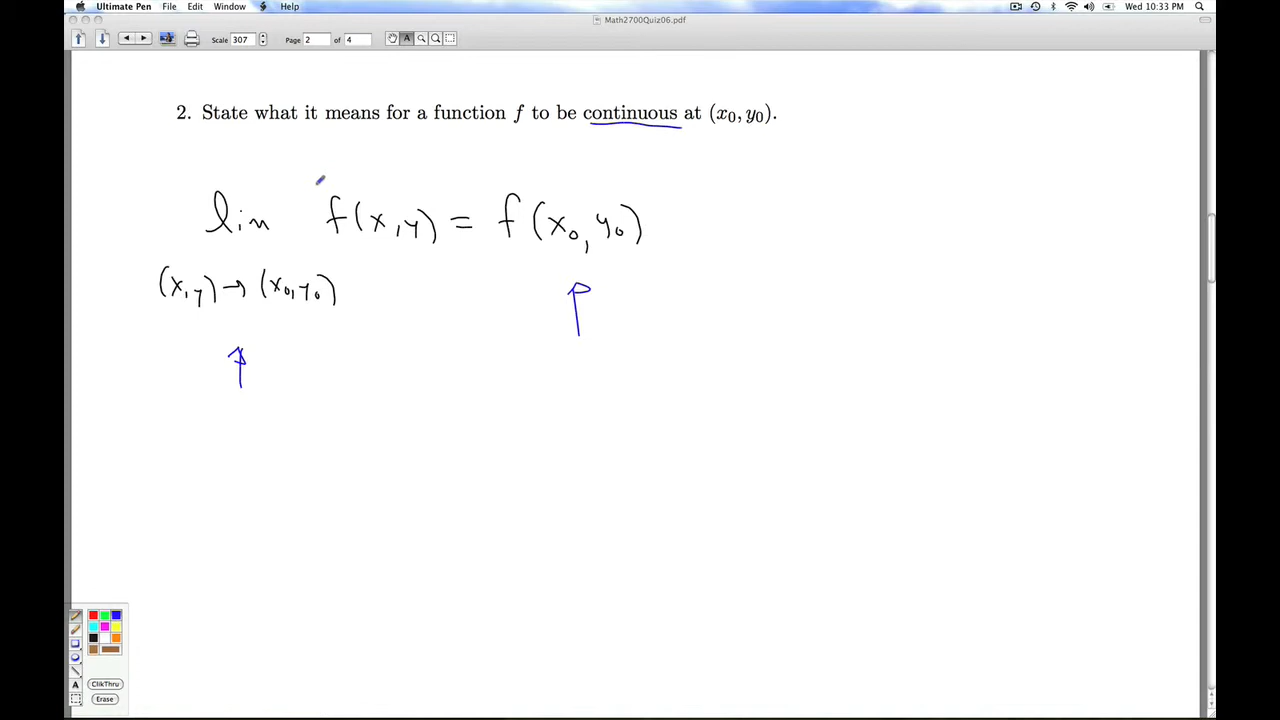 Ultimate Pen File Edit Window Help Wed 10:33 PM
Math2700Quiz06.pdf
Scale 307 Page 2 of 4 A
2. State what it means for a function f to be continuous at (x₀, y₀).
lim f(x,y) = f(x₀, y₀)
(x,y) → (x₀,y₀)
A
ClikThru
Erase